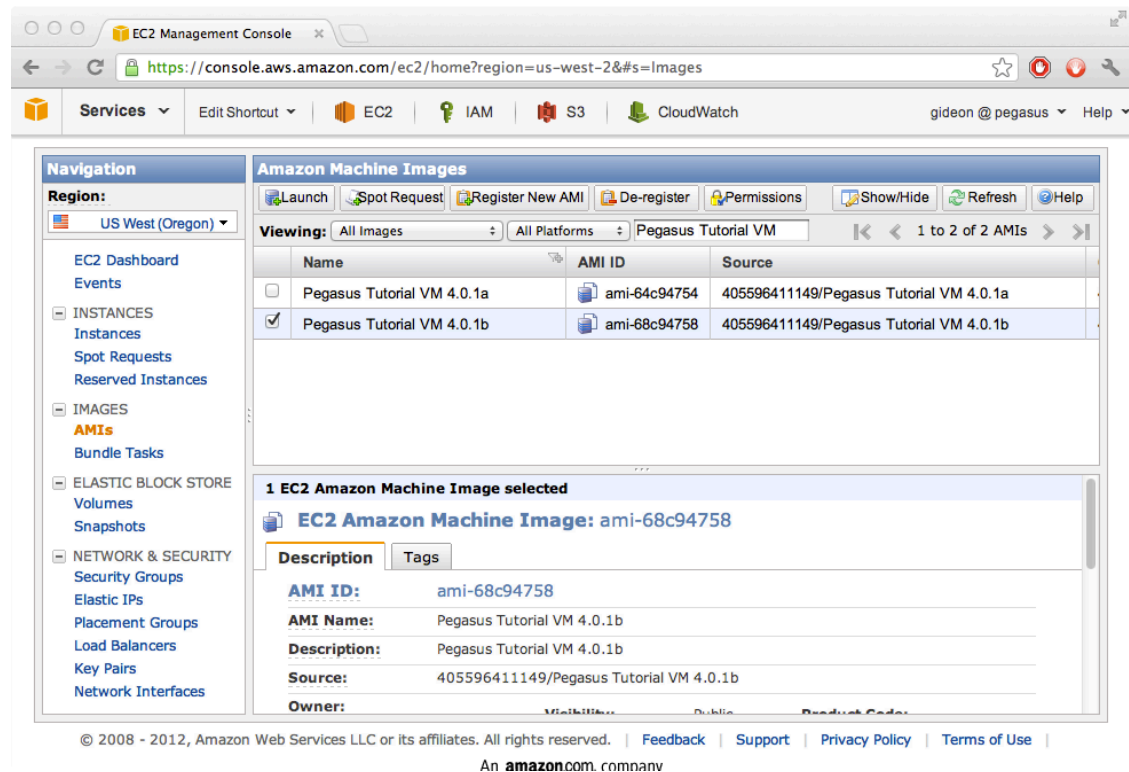 EC2 Management Console
https://console.aws.amazon.com/ec2/home?region=us-west-2&#s=Images
Services Edit Shortcut EC2 IAM S3 CloudWatch gideon @ pegasus Help
Navigation
Region:
US West (Oregon)
EC2 Dashboard
Events
INSTANCES
Instances
Spot Requests
Reserved Instances
IMAGES
AMIs
Bundle Tasks
ELASTIC BLOCK STORE
Volumes
Snapshots
NETWORK & SECURITY
Security Groups
Elastic IPs
Placement Groups
Load Balancers
Key Pairs
Network Interfaces
Amazon Machine Images
Launch Spot Request Register New AMI De-register Permissions Show/Hide Refresh Help
Viewing: All Images All Platforms Pegasus Tutorial VM 1 to 2 of 2 AMIs
Name AMI ID Source
Pegasus Tutorial VM 4.0.1a ami-64c94754 405596411149/Pegasus Tutorial VM 4.0.1a
Pegasus Tutorial VM 4.0.1b ami-68c94758 405596411149/Pegasus Tutorial VM 4.0.1b
1 EC2 Amazon Machine Image selected
EC2 Amazon Machine Image: ami-68c94758
Description Tags
AMI ID: ami-68c94758
AMI Name: Pegasus Tutorial VM 4.0.1b
Description: Pegasus Tutorial VM 4.0.1b
Source: 405596411149/Pegasus Tutorial VM 4.0.1b
Owner: Visibility: Public Product Code:
© 2008 - 2012, Amazon Web Services LLC or its affiliates. All rights reserved. | Feedback | Support | Privacy Policy | Terms of Use |
An amazon.com. company